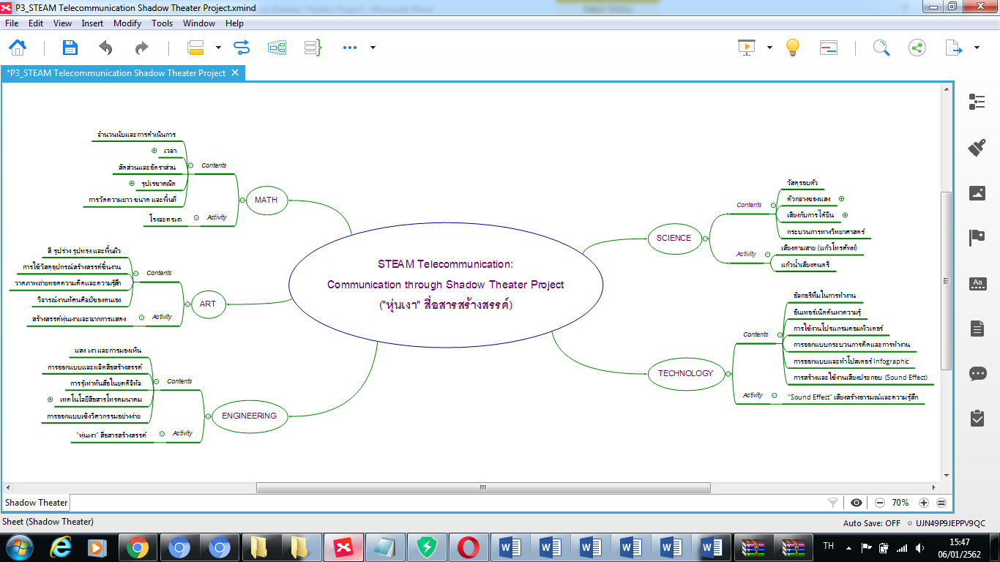 P3_STEAM Telecommunication Shadow Theater Project.xmind
File Edit View Insert Modify Tools Window Help
*P3_STEAM Telecommunication Shadow Theater Project
จำนวนนับและการดำเนินการ
เวลา
สัดส่วนและอัตราส่วน
รูปเรขาคณิต
การวัดความยาว ขนาด และพื้นที่
Contents
โรงละครเงา
Activity
MATH
สี รูปร่าง รูปทรง และพื้นผิว
การใช้วัสดุอุปกรณ์สร้างสรรค์ชิ้นงาน
วาดภาพถ่ายทอดความคิดและความรู้สึก
วิจารณ์งานทัศนศิลป์ของตนเอง
Contents
สร้างสรรค์หุ่นเงาและฉากการแสดง
Activity
ART
แสง เงา และการมองเห็น
การออกแบบและผลิตสื่อสร้างสรรค์
การรู้เท่าทันสื่อในยุคดิจิทัล
เทคโนโลยีสื่อสารโทรคมนาคม
การออกแบบเชิงวิศวกรรมอย่างง่าย
Contents
"หุ่นเงา" สื่อสารสร้างสรรค์
Activity
ENGINEERING
STEAM Telecommunication:
Communication through Shadow Theater Project
("หุ่นเงา" สื่อสารสร้างสรรค์)
SCIENCE
Contents
วัสดุรอบตัว
ตัวกลางของแสง
เสียงกับการได้ยิน
กระบวนการทางวิทยาศาสตร์
Activity
เสียงตามสาย (แก้วโทรศัพท์)
แก้วน้ำเสียงดนตรี
TECHNOLOGY
Contents
อัลกอริทึมในการทำงาน
อินเทอร์เน็ตค้นหาความรู้
การใช้งานโปรแกรมคอมพิวเตอร์
การออกแบบกระบวนการคิดและการทำงาน
การออกแบบและทำโปสเตอร์ Infographic
การสร้างและใช้งานเสียงประกอบ (Sound Effect)
Activity
"Sound Effect" เสียงสร้างอารมณ์และความรู้สึก
Shadow Theater
70%
Sheet (Shadow Theater)
Auto Save: OFF
UJN49P9JEPPV9QC
TH
15:47
06/01/2562